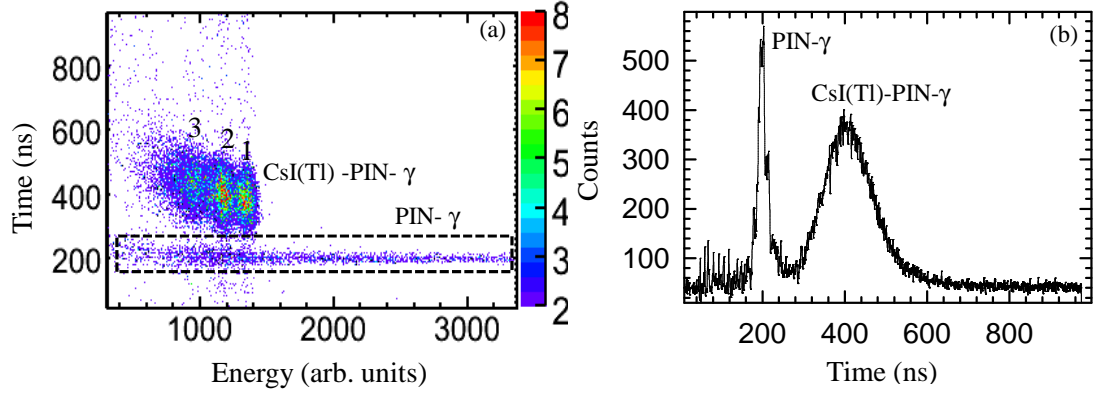 (a)
800
600
400
200
Time (ns)
3
2
1
CsI(Tl) -PIN- γ
PIN- γ
1000 2000 3000
Energy (arb. units)
8
7
6
5
4
3
2
Counts
(b)
PIN-γ
CsI(Tl)-PIN-γ
500
400
300
200
100
200 400 600 800
Time (ns)